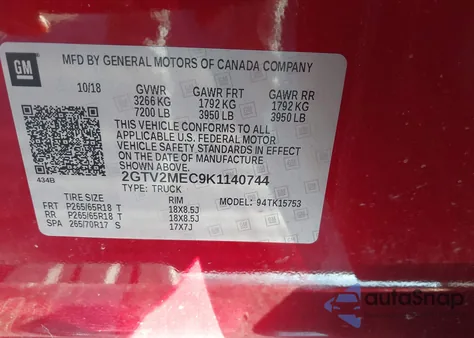 GM
MFD BY GENERAL MOTORS OF CANADA COMPANY
10/18 GVWR GAWR FRT GAWR RR
3266 KG 1792 KG 1792 KG
7200 LB 3950 LB 3950 LB
THIS VEHICLE CONFORMS TO ALL
APPLICABLE U.S. FEDERAL MOTOR
VEHICLE SAFETY STANDARDS IN EFFECT
ON THE DATE OF MANUFACTURE SHOWN ABOVE.
434B 2GTV2MEC9K1140744
TYPE: TRUCK
TIRE SIZE RIM MODEL: 94TK15753
FRT P265/65R18 T 18X8.5J
RR P265/65R18 T 18X8.5J
SPA 265/70R17 S 17X7J
autoSnap